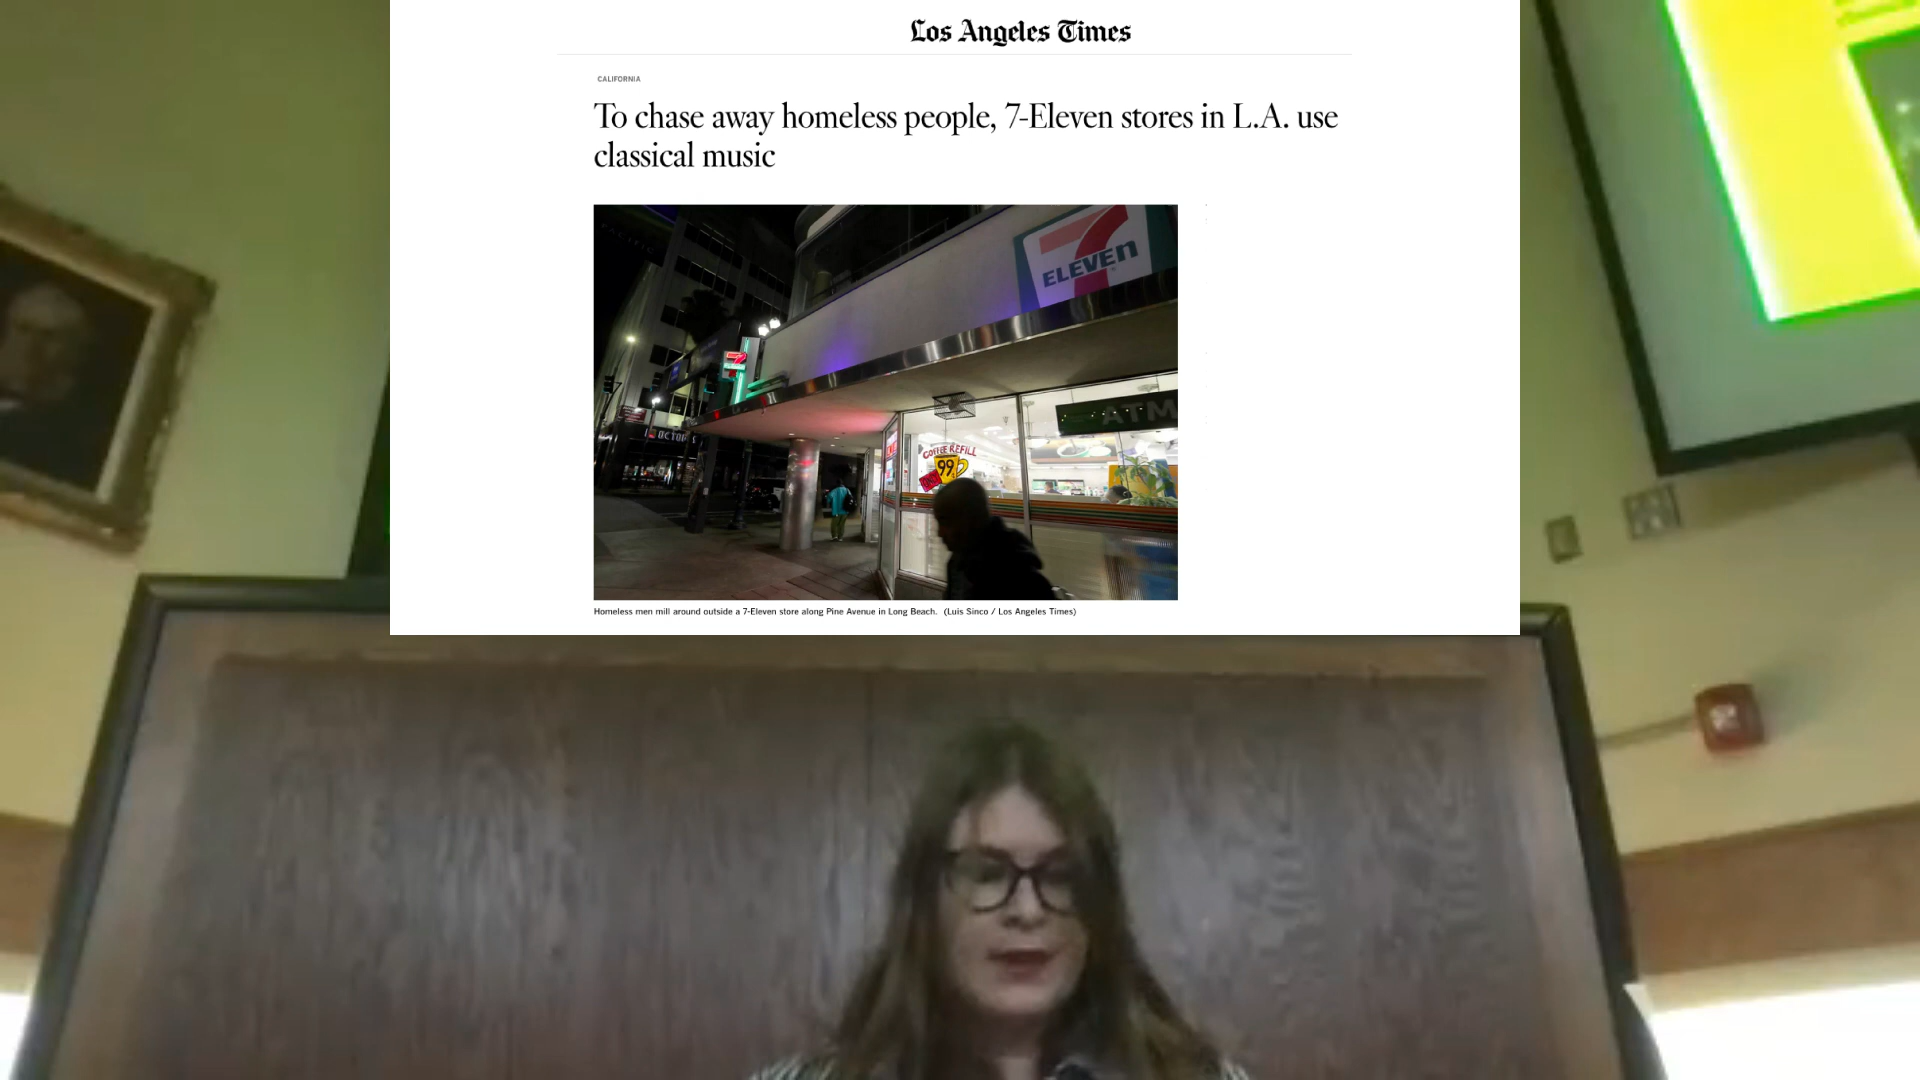 Los Angeles Times
CALIFORNIA
To chase away homeless people, 7-Eleven stores in L.A. use
classical music
7
ELEVEN
COFFEE REFILL
99
ATM
Homeless men mill around outside a 7-Eleven store along Pine Avenue in Long Beach. (Luis Sinco / Los Angeles Times)